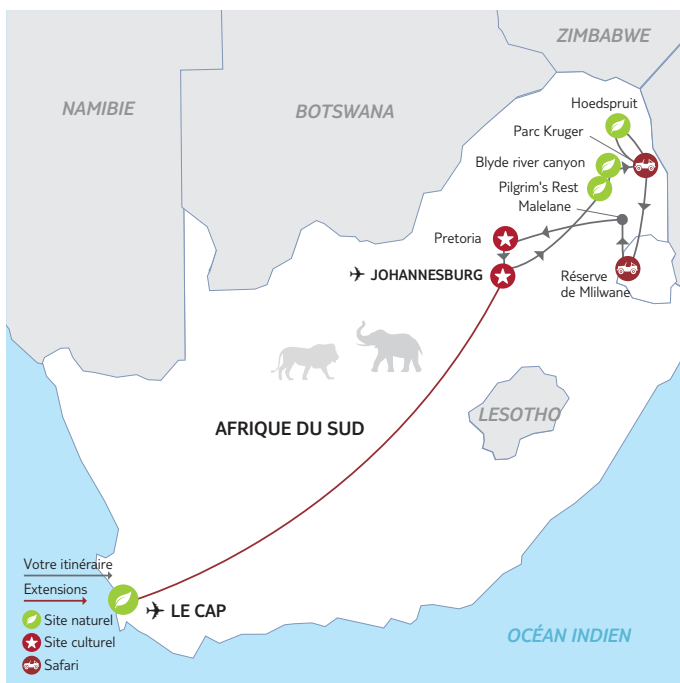 ZIMBABWE
NAMIBIE
BOTSWANA
Hoedspruit
Parc Kruger
Blyde river canyon
Pilgrim's Rest
Malelane
Pretoria
JOHANNESBURG
Réserve
de Mlilwane
LESOTHO
AFRIQUE DU SUD
Votre itinéraire
Extensions
LE CAP
Site naturel
Site culturel
Safari
OCÉAN INDIEN